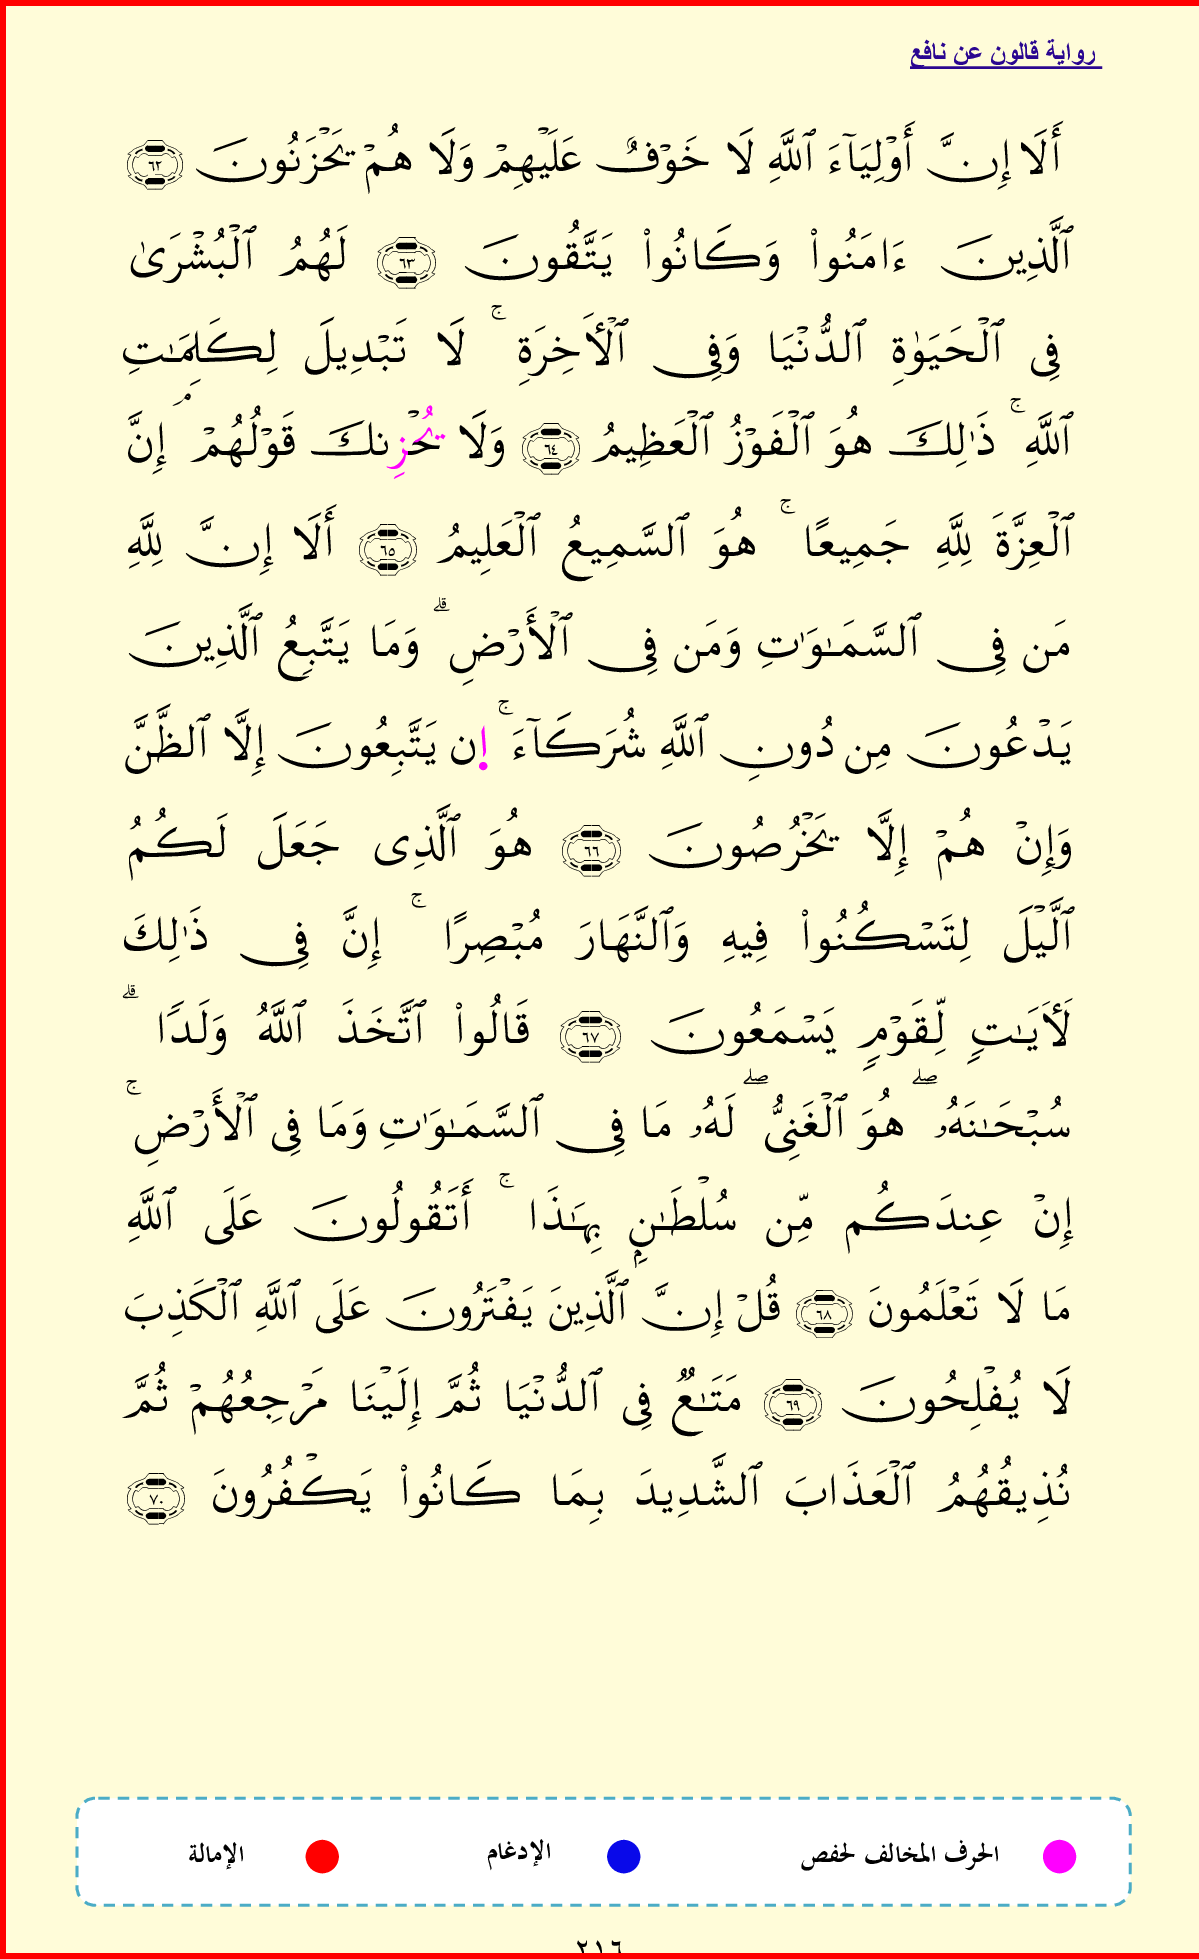 رواية قالون عن نافع
أَلَا إِنَّ أَوْلِيَآءَ ٱللَّهِ لَا خَوْفٌ عَلَيْهِمْ وَلَا هُمْ يَحْزَنُونَ ٦٢
ٱلَّذِينَ ءَامَنُوا۟ وَكَانُوا۟ يَتَّقُونَ ٦٣ لَهُمُ ٱلْبُشْرَىٰ
فِى ٱلْحَيَوٰةِ ٱلدُّنْيَا وَفِى ٱلْأَخِرَةِ ۚ لَا تَبْدِيلَ لِكَلِمَـٰتِ
ٱللَّهِ ۚ ذَٰلِكَ هُوَ ٱلْفَوْزُ ٱلْعَظِيمُ ٦٤ وَلَا يُحْزِنكَ قَوْلُهُمْ ۘ إِنَّ
ٱلْعِزَّةَ لِلَّهِ جَمِيعًا ۚ هُوَ ٱلسَّمِيعُ ٱلْعَلِيمُ ٦٥ أَلَا إِنَّ لِلَّهِ
مَن فِى ٱلسَّمَـٰوَٰتِ وَمَن فِى ٱلْأَرْضِ ۗ وَمَا يَتَّبِعُ ٱلَّذِينَ
يَدْعُونَ مِن دُونِ ٱللَّهِ شُرَكَآءَ ۚ إن يَتَّبِعُونَ إِلَّا ٱلظَّنَّ
وَإِنْ هُمْ إِلَّا يَخْرُصُونَ ٦٦ هُوَ ٱلَّذِى جَعَلَ لَكُمُ
ٱلَّيْلَ لِتَسْكُنُوا۟ فِيهِ وَٱلنَّهَارَ مُبْصِرًا ۚ إِنَّ فِى ذَٰلِكَ
لَأَيَـٰتٍ لِّقَوْمٍ يَسْمَعُونَ ٦٧ قَالُوا۟ ٱتَّخَذَ ٱللَّهُ وَلَدًا ۗ
سُبْحَـٰنَهُۥ ۖ هُوَ ٱلْغَنِىُّ ۖ لَهُۥ مَا فِى ٱلسَّمَـٰوَٰتِ وَمَا فِى ٱلْأَرْضِ ۚ
إِنْ عِندَكُم مِّن سُلْطَـٰنٍۭ بِهَـٰذَا ۚ أَتَقُولُونَ عَلَى ٱللَّهِ
مَا لَا تَعْلَمُونَ ٦٨ قُلْ إِنَّ ٱلَّذِينَ يَفْتَرُونَ عَلَى ٱللَّهِ ٱلْكَذِبَ
لَا يُفْلِحُونَ ٦٩ مَتَـٰعٌ فِى ٱلدُّنْيَا ثُمَّ إِلَيْنَا مَرْجِعُهُمْ ثُمَّ
نُذِيقُهُمُ ٱلْعَذَابَ ٱلشَّدِيدَ بِمَا كَانُوا۟ يَكْفُرُونَ ٧٠
الحرف المخالف لحفص الإدغام الإمالة
٢١٦